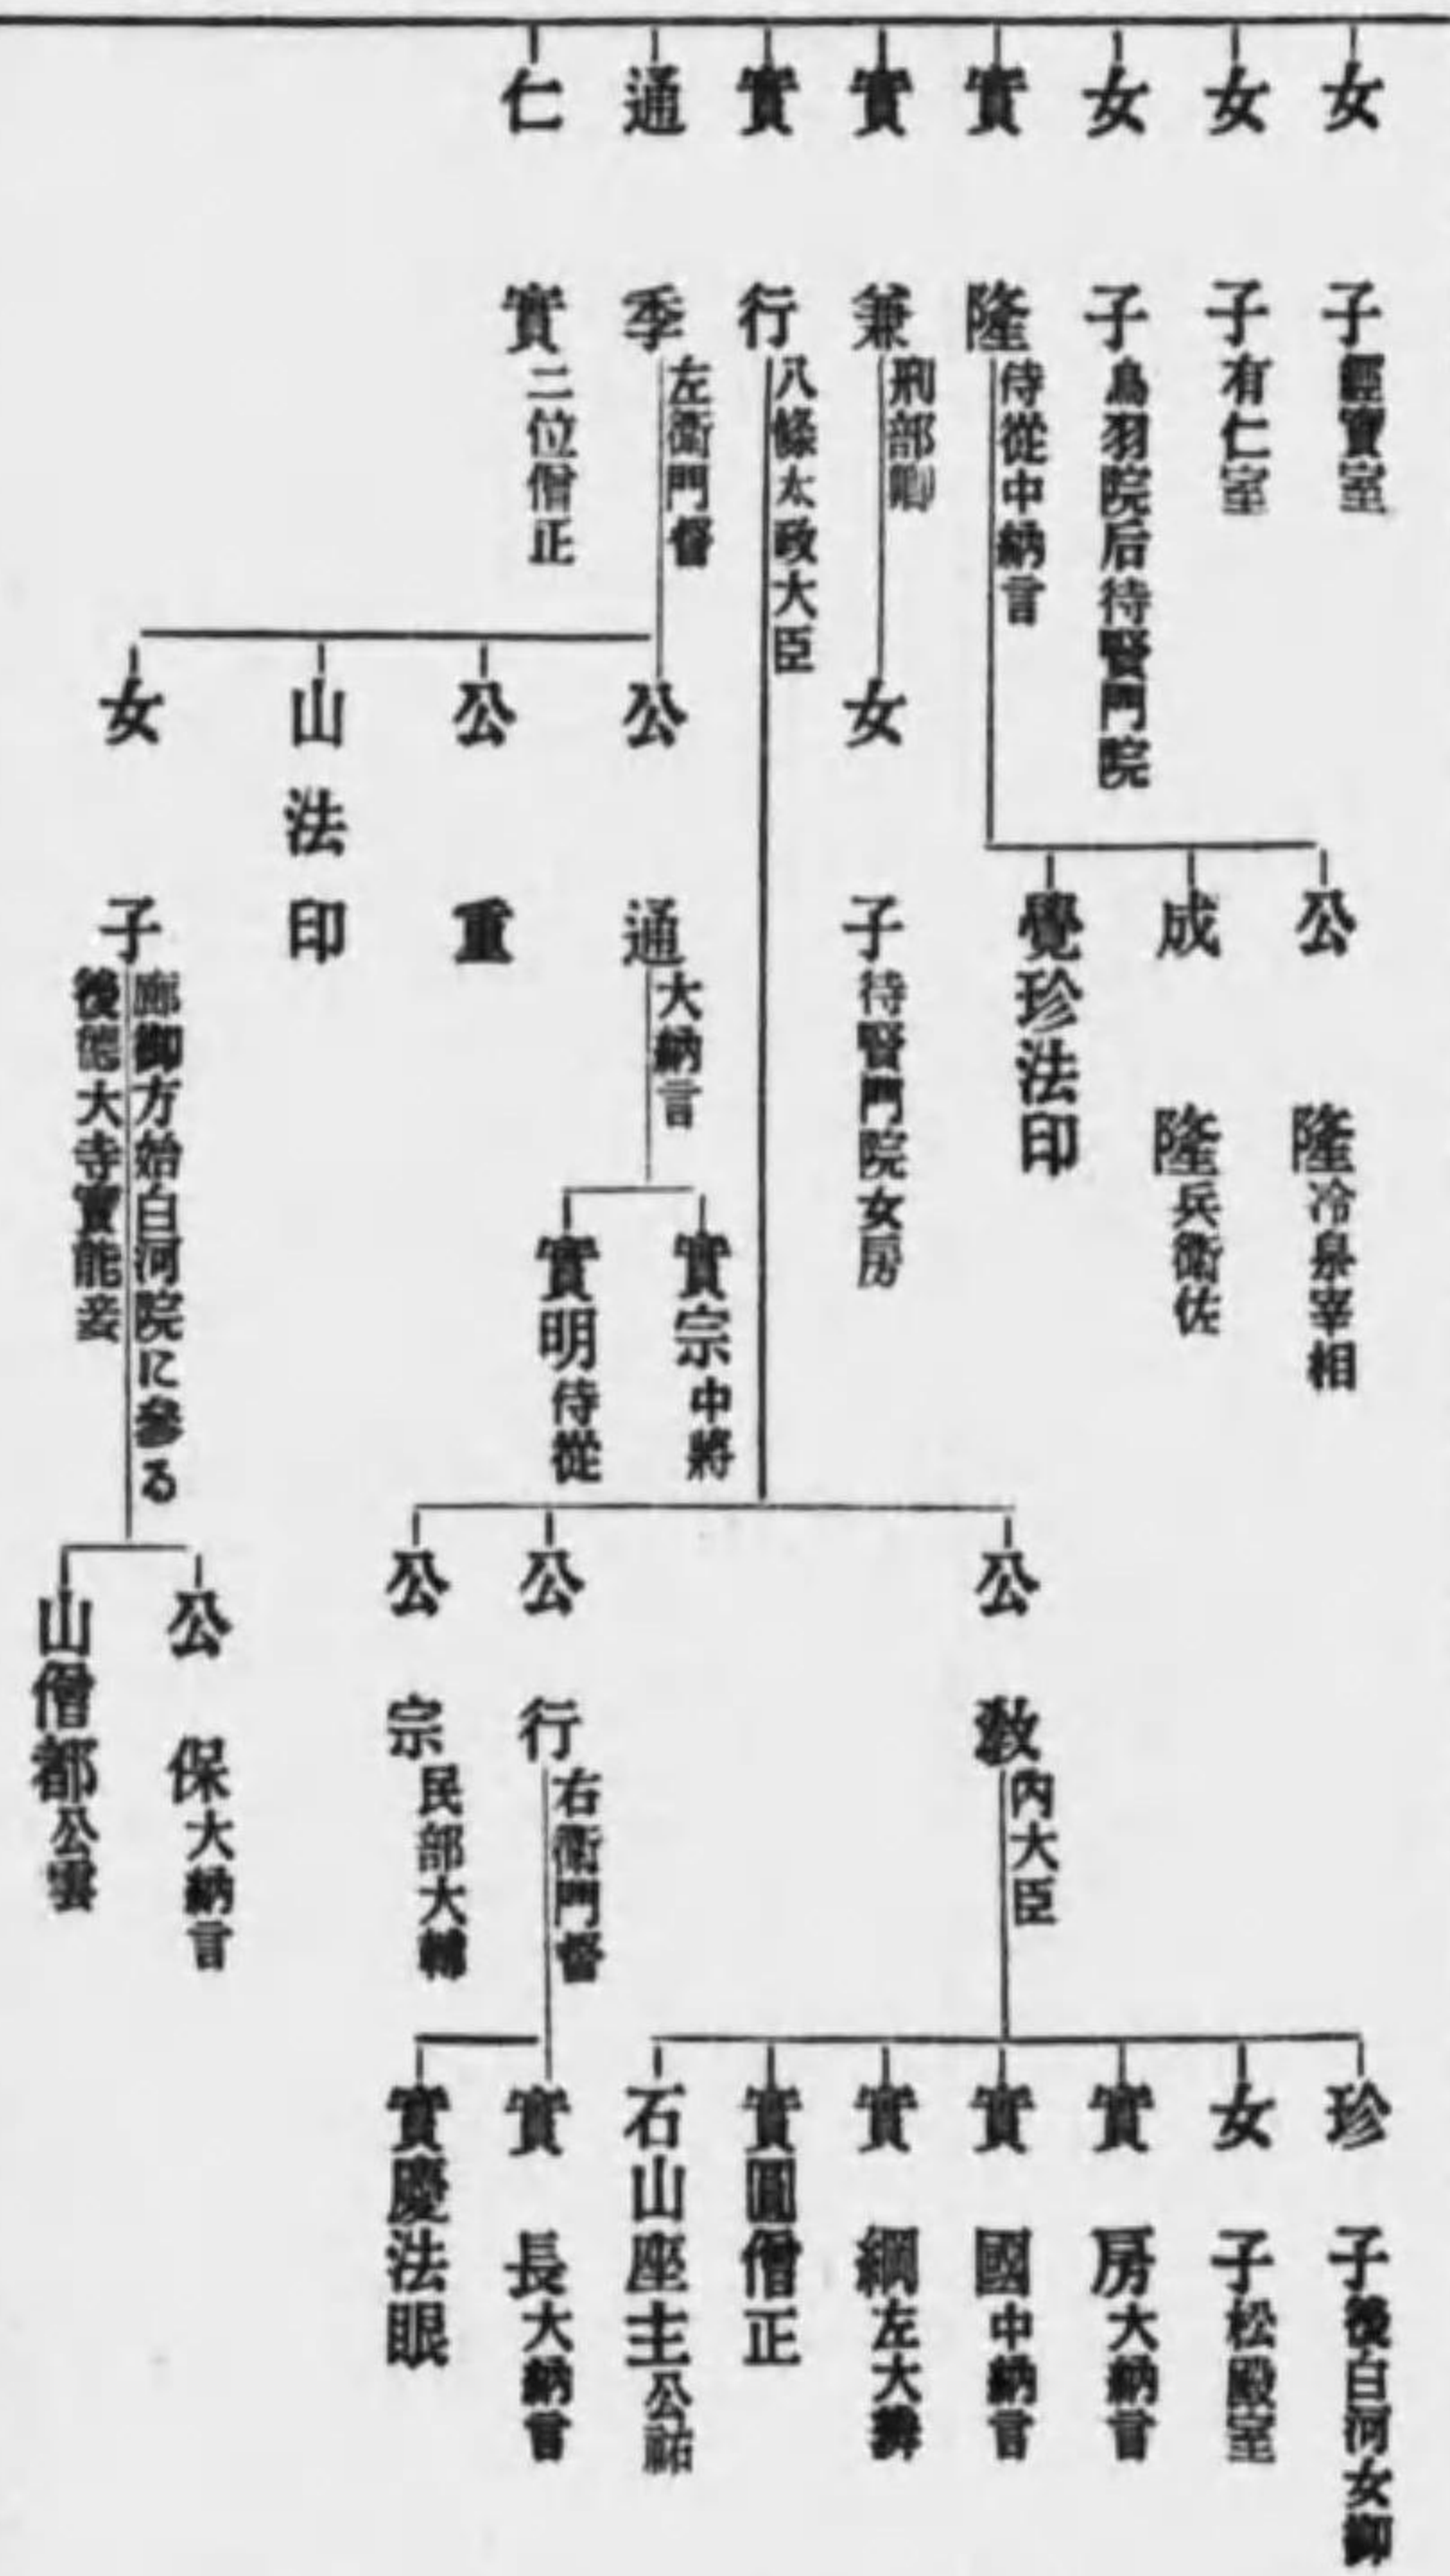 女子經實室
女子有仁室
女子鳥羽院后待賢門院
實隆侍從中納言
公隆冷泉宰相
成隆兵衞佐
覺珍法印
實兼刑部卿
女子待賢門院女房
實行八條太政大臣
公敎內大臣
珍子後白河女御
女子松殿室
實房大納言
實國中納言
實綱左大辨
實圓僧正
石山座主公祐
公行右衞門督
實長大納言
實慶法眼
公宗民部大輔
通季左衞門督
公通大納言
實宗中將
實明侍從
公重
山法印
女子廊御方始白河院に參る
後德大寺實能妾
公保大納言
山僧都公雲
仁實二位僧正